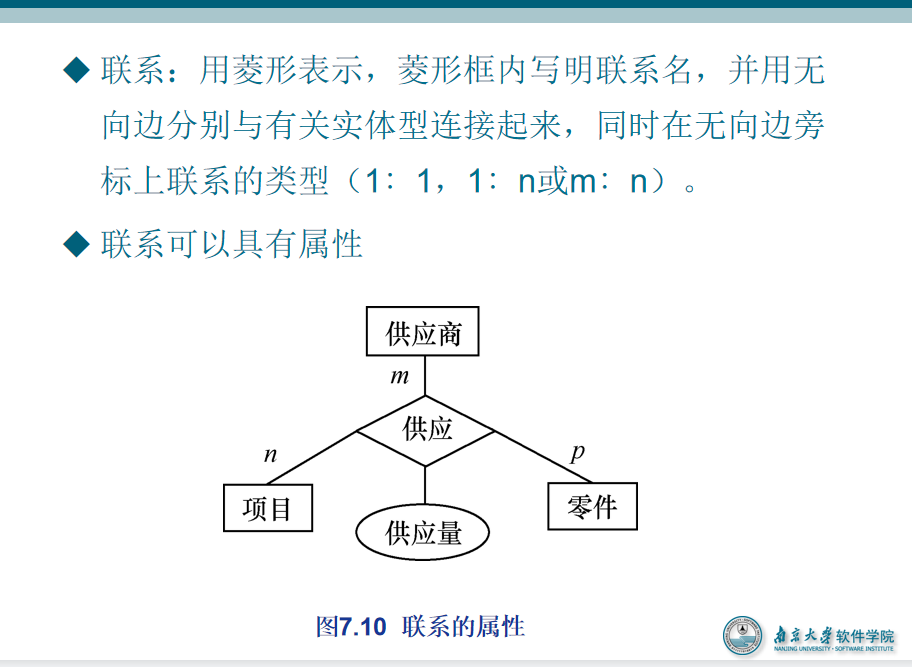 联系：用菱形表示，菱形框内写明联系名，并用无
向边分别与有关实体型连接起来，同时在无向边旁
标上联系的类型（1：1，1：n或m：n）。
联系可以具有属性
供应商
m
供应
n
p
项目
零件
供应量
图7.10 联系的属性
南京大学软件学院
NANJING UNIVERSITY·SOFTWARE INSTITUTE